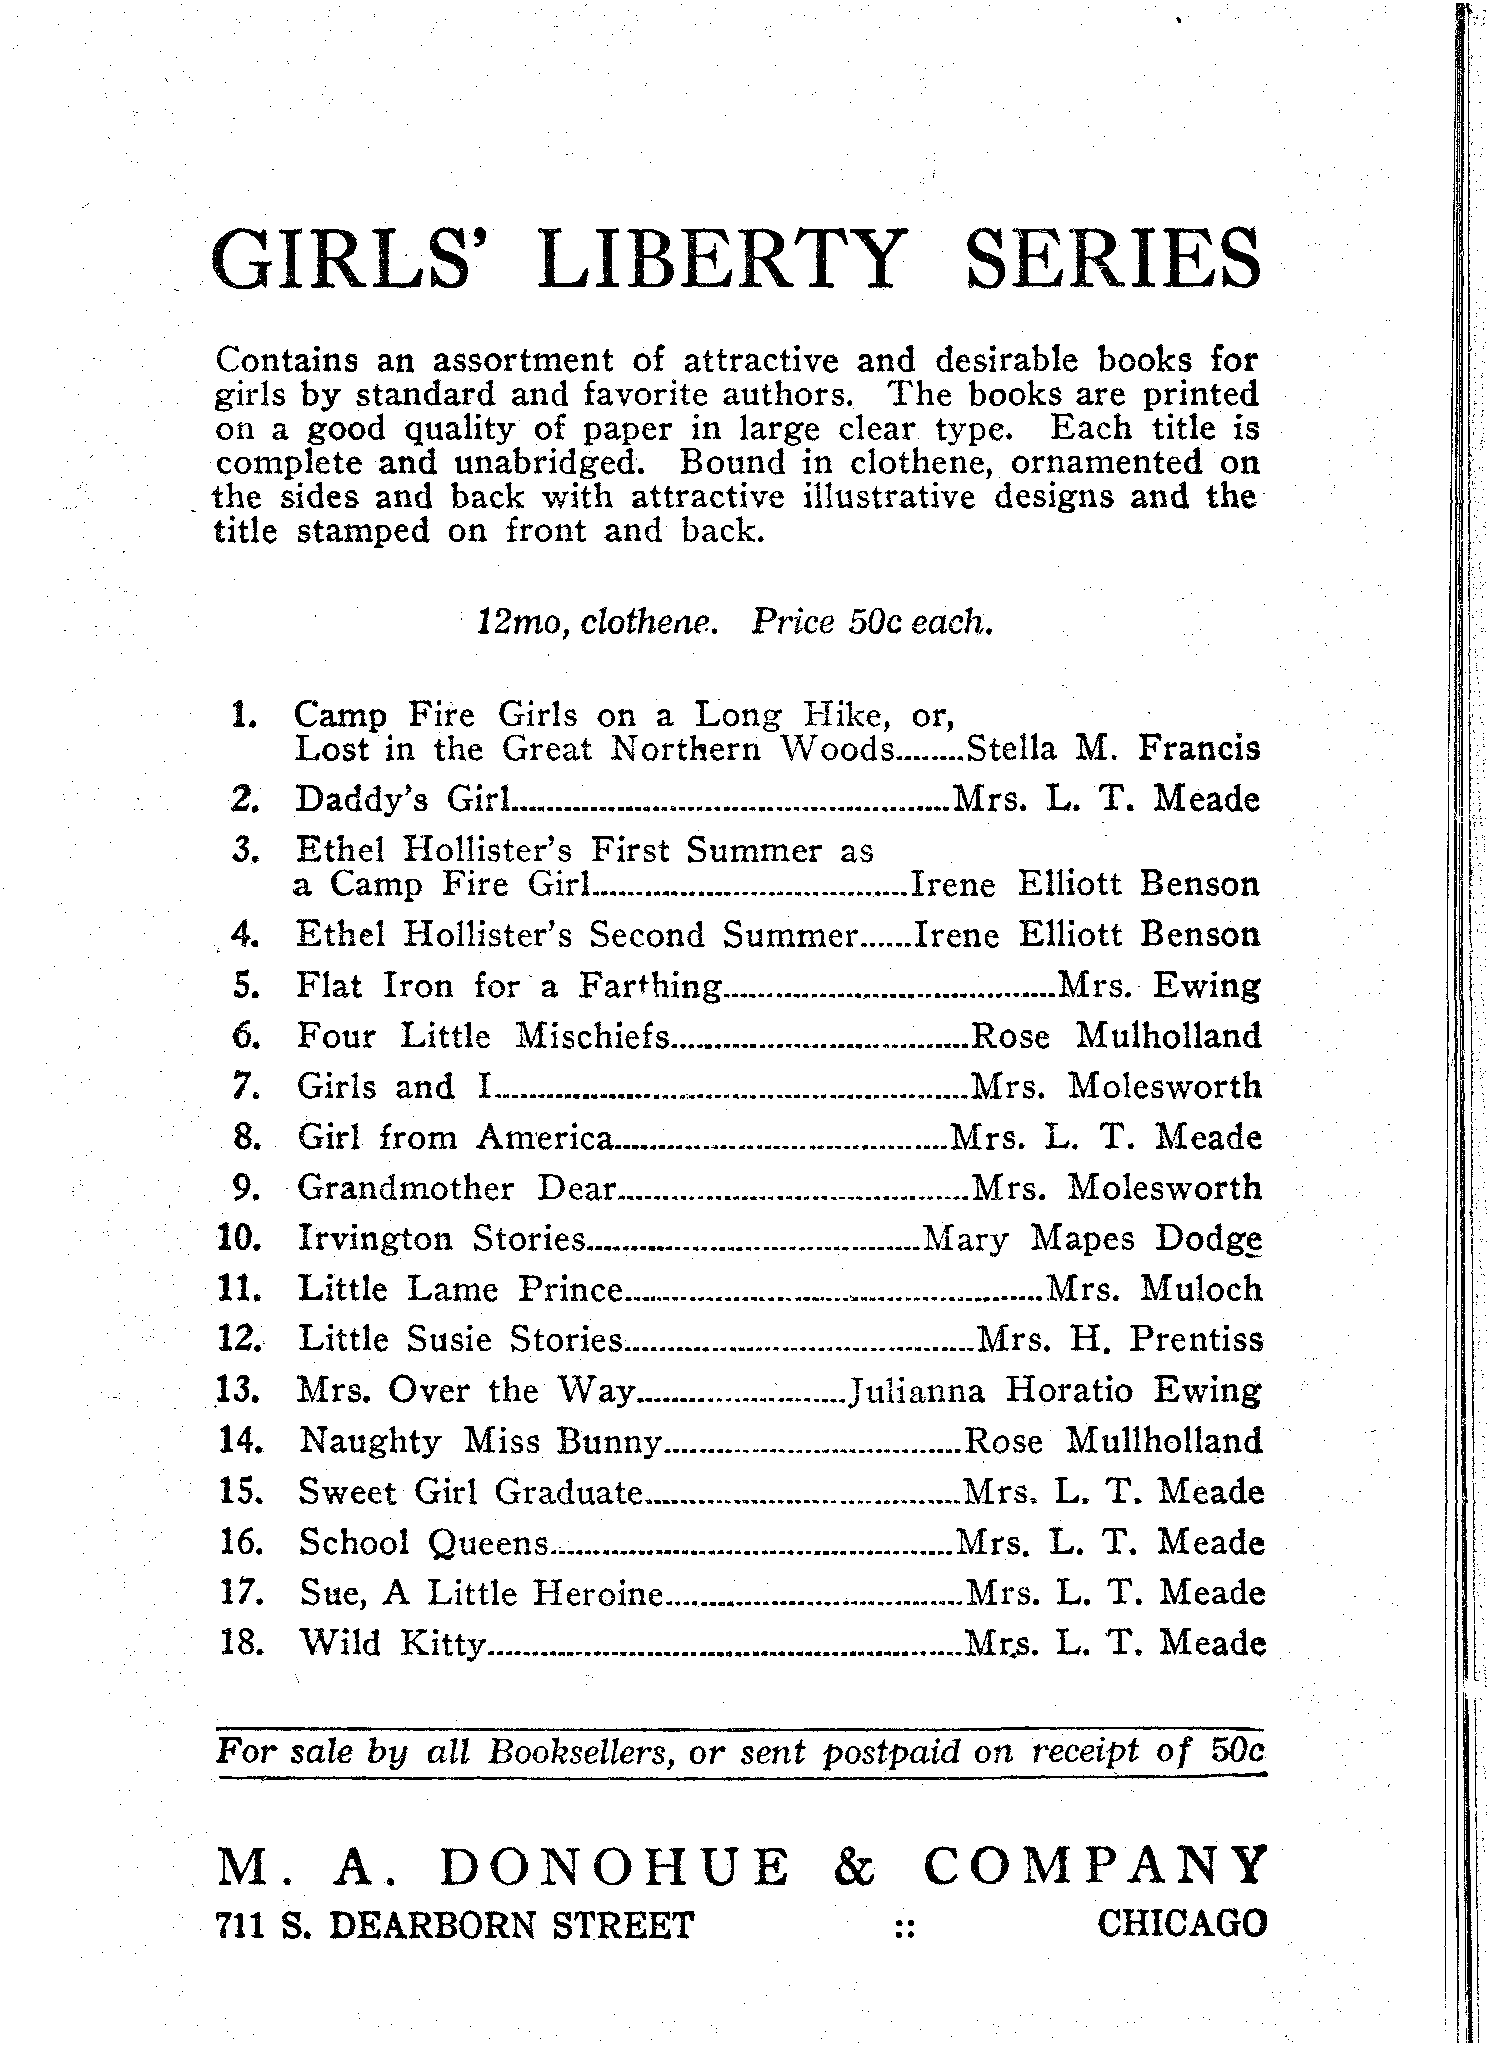 GIRLS' LIBERTY SERIES
Contains an assortment of attractive and desirable books for
girls by standard and favorite authors. The books are printed
on a good quality of paper in large clear type. Each title is
complete and unabridged. Bound in clothene, ornamented on
the sides and back with attractive illustrative designs and the
title stamped on front and back.
12mo, clothene. Price 50c each.
1. Camp Fire Girls on a Long Hike, or,
Lost in the Great Northern Woods........Stella M. Francis
2. Daddy's Girl..................................................Mrs. L. T. Meade
3. Ethel Hollister's First Summer as
a Camp Fire Girl....................................Irene Elliott Benson
4. Ethel Hollister's Second Summer......Irene Elliott Benson
5. Flat Iron for a Farthing......................................Mrs. Ewing
6. Four Little Mischiefs..................................Rose Mulholland
7. Girls and I......................................................Mrs. Molesworth
8. Girl from America......................................Mrs. L. T. Meade
9. Grandmother Dear........................................Mrs. Molesworth
10. Irvington Stories......................................Mary Mapes Dodge
11. Little Lame Prince................................................Mrs. Muloch
12. Little Susie Stories........................................Mrs. H. Prentiss
13. Mrs. Over the Way........................Julianna Horatio Ewing
14. Naughty Miss Bunny..................................Rose Mullholland
15. Sweet Girl Graduate....................................Mrs. L. T. Meade
16. School Queens..............................................Mrs. L. T. Meade
17. Sue, A Little Heroine..................................Mrs. L. T. Meade
18. Wild Kitty......................................................Mrs. L. T. Meade
For sale by all Booksellers, or sent postpaid on receipt of 50c
M. A. DONOHUE & COMPANY
711 S. DEARBORN STREET :: CHICAGO